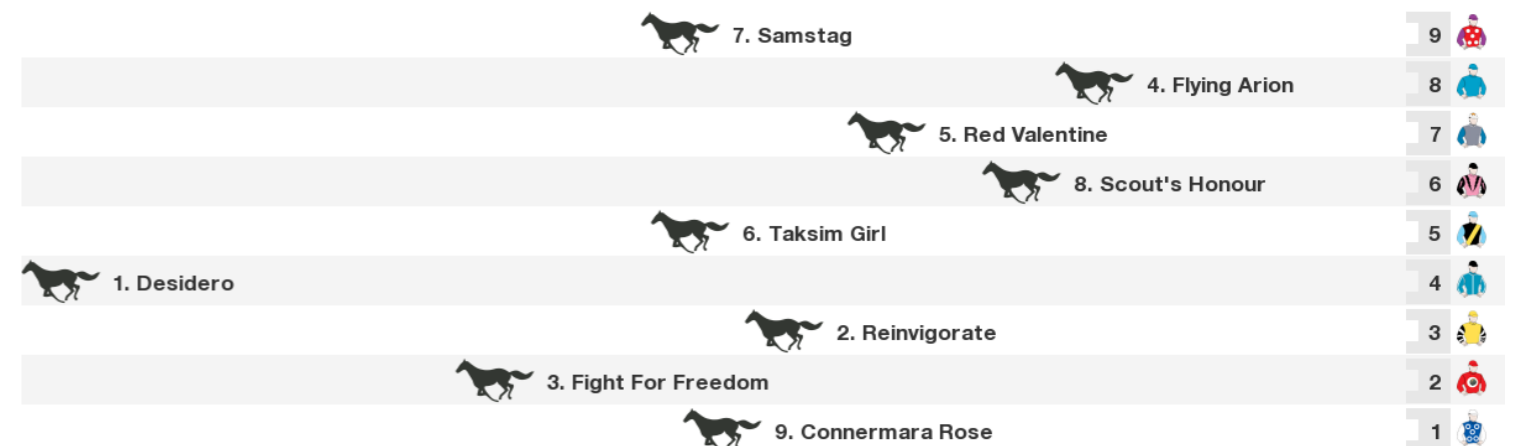 7. Samstag 9
4. Flying Arion 8
5. Red Valentine 7
8. Scout's Honour 6
6. Taksim Girl 5
1. Desidero 4
2. Reinvigorate 3
3. Fight For Freedom 2
9. Connermara Rose 1